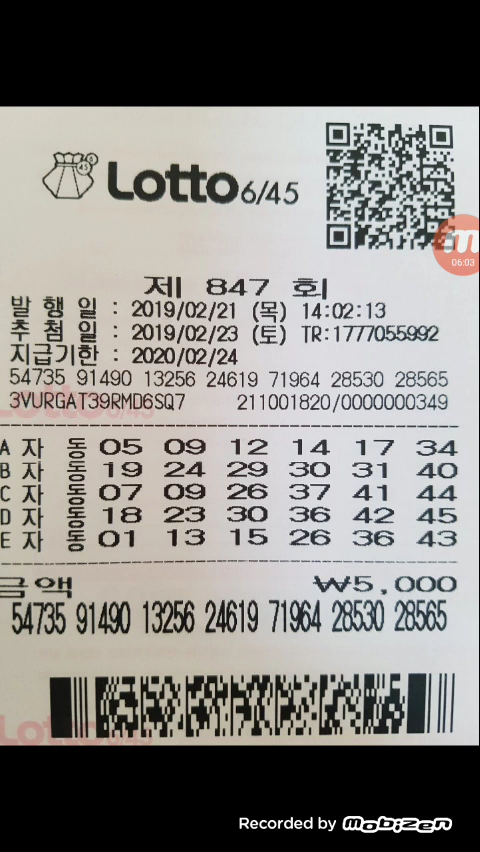 Lotto 6/45
06:03
제 847 회
발 행 일 : 2019/02/21 (목) 14:02:13
추 첨 일 : 2019/02/23 (토) TR:1777055992
지급기한 : 2020/02/24
54735 91490 13256 24619 71964 28530 28565
3VURGAT39RMD6SQ7 211001820/0000000349
A 자 동 05 09 12 14 17 34
B 자 동 19 24 29 30 31 40
C 자 동 07 09 26 37 41 44
D 자 동 18 23 30 36 42 45
E 자 동 01 13 15 26 36 43
금액 ₩5,000
54735 91490 13256 24619 71964 28530 28565
Lotto 6/45
Recorded by Mobizen